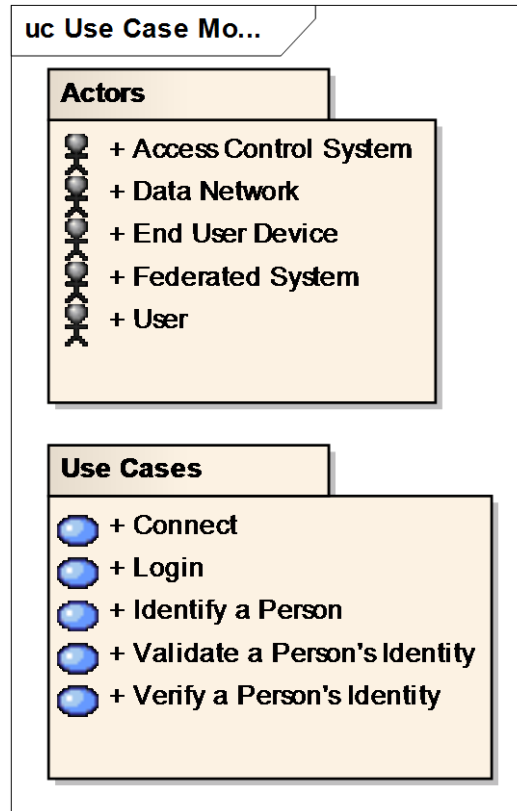 uc Use Case Mo...
Actors
+ Access Control System
+ Data Network
+ End User Device
+ Federated System
+ User
Use Cases
+ Connect
+ Login
+ Identify a Person
+ Validate a Person's Identity
+ Verify a Person's Identity